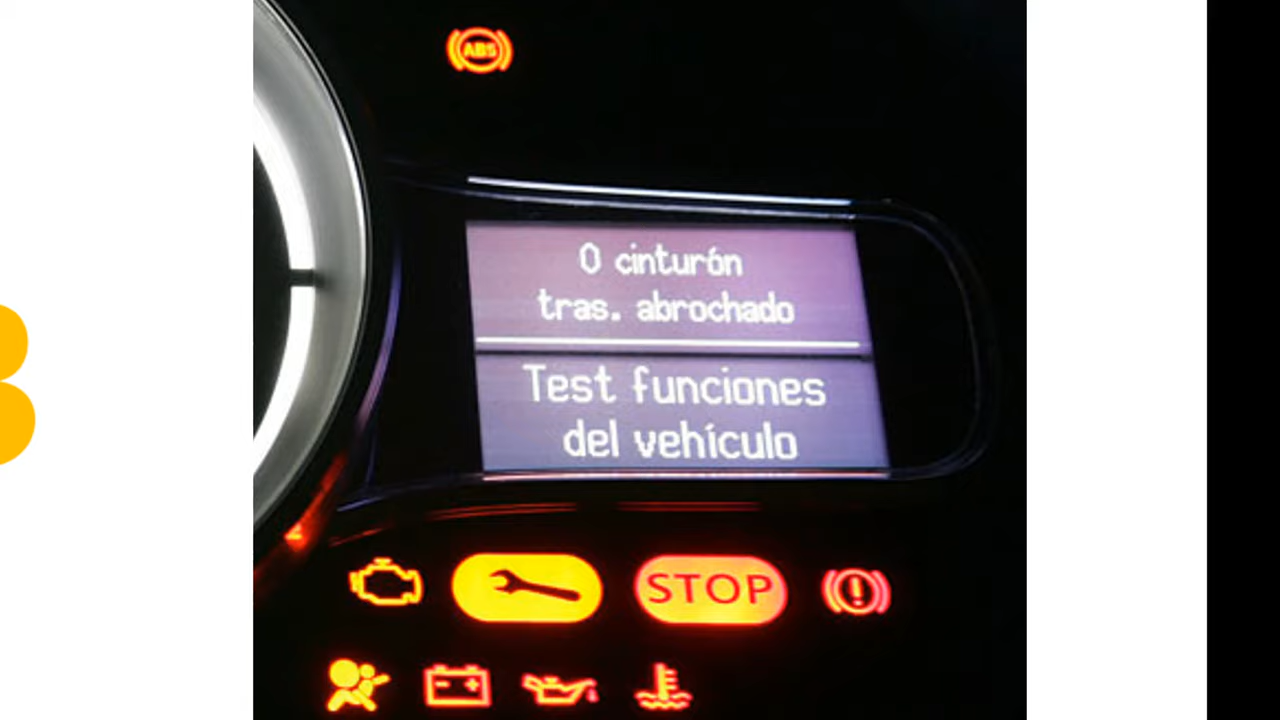 ABS
0 cinturón
tras. abrochado
Test funciones
del vehículo
STOP